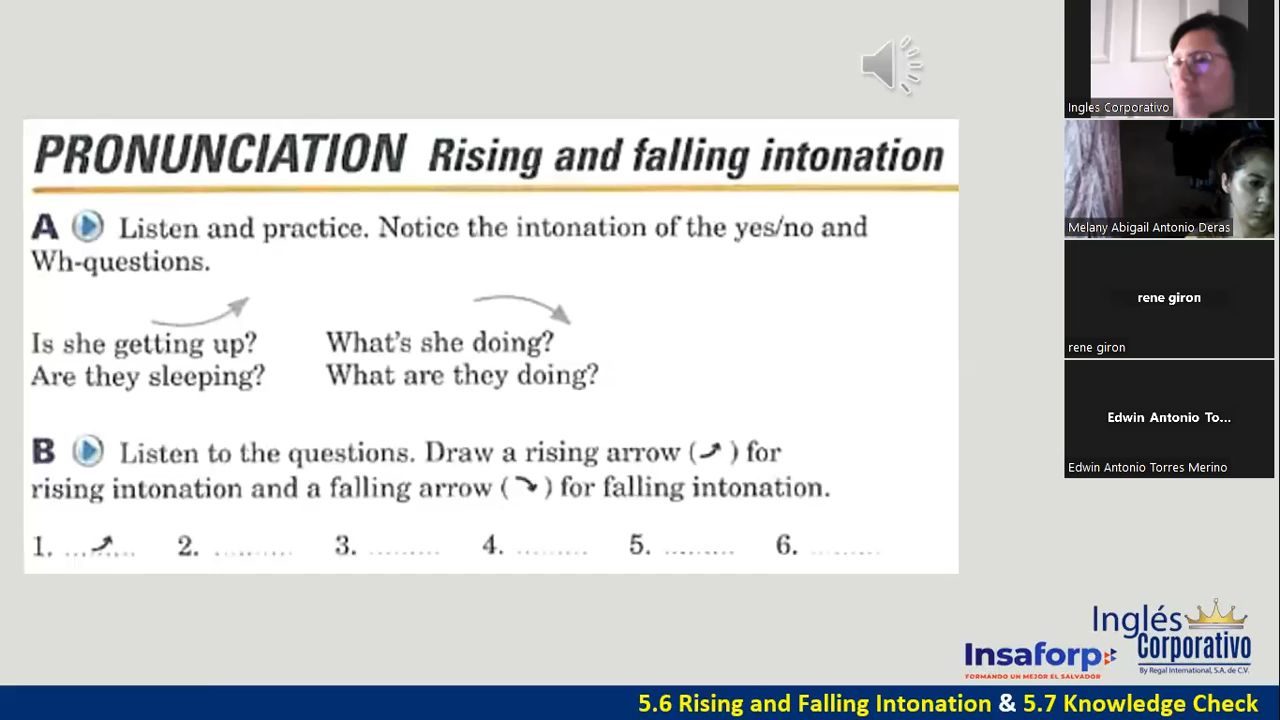 PRONUNCIATION Rising and falling intonation
A Listen and practice. Notice the intonation of the yes/no and
Wh-questions.
Is she getting up? What's she doing?
Are they sleeping? What are they doing?
B Listen to the questions. Draw a rising arrow ( ) for
rising intonation and a falling arrow ( ) for falling intonation.
1. ......... 2. ......... 3. ......... 4. ......... 5. ......... 6. .........
Ingles Corporativo
Melany Abigail Antonio Deras
rene giron
rene giron
Edwin Antonio To...
Edwin Antonio Torres Merino
Inglés
Corporativo
By Regal International, S.A. de C.V.
Insaforp
FORMANDO UN MEJOR EL SALVADOR
5.6 Rising and Falling Intonation & 5.7 Knowledge Check